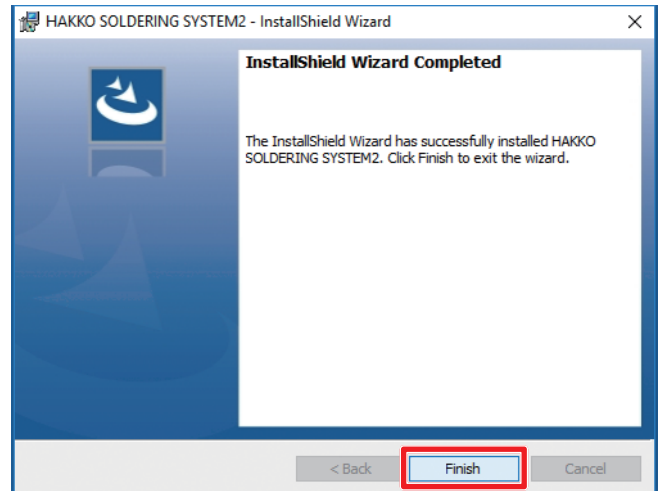 HAKKO SOLDERING SYSTEM2 - InstallShield Wizard
InstallShield Wizard Completed
The InstallShield Wizard has successfully installed HAKKO
SOLDERING SYSTEM2. Click Finish to exit the wizard.
< Back Finish Cancel